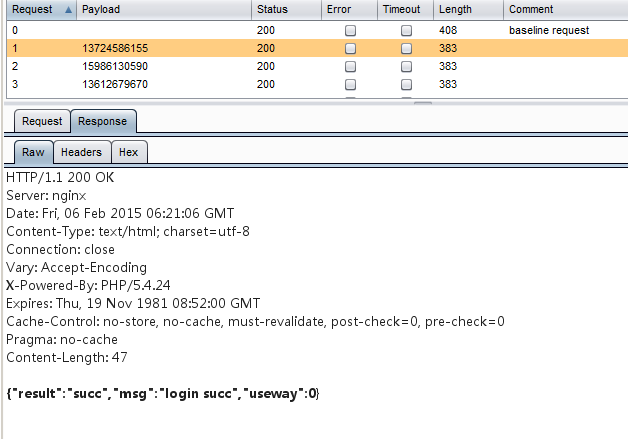 Request Payload Status Error Timeout Length Comment
0 200 408 baseline request
1 13724586155 200 383
2 15986130590 200 383
3 13612679670 200 383
Request Response
Raw Headers Hex
HTTP/1.1 200 OK
Server: nginx
Date: Fri, 06 Feb 2015 06:21:06 GMT
Content-Type: text/html; charset=utf-8
Connection: close
Vary: Accept-Encoding
X-Powered-By: PHP/5.4.24
Expires: Thu, 19 Nov 1981 08:52:00 GMT
Cache-Control: no-store, no-cache, must-revalidate, post-check=0, pre-check=0
Pragma: no-cache
Content-Length: 47
{"result":"succ","msg":"login succ","useway":0}